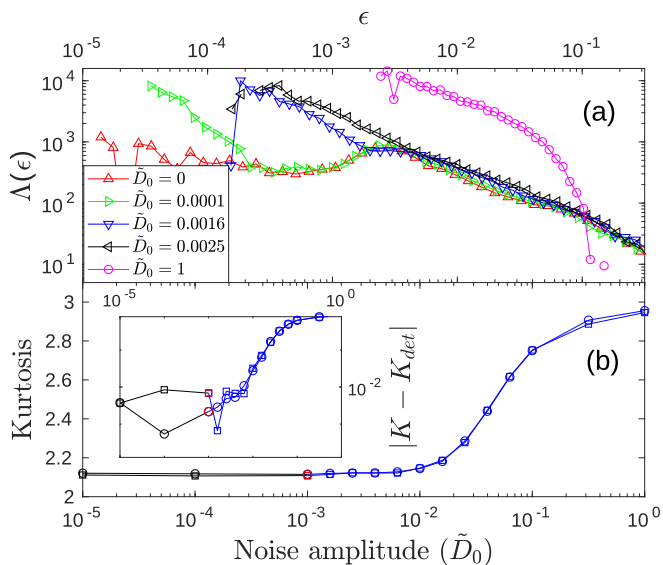 ϵ
10^-5 10^-4 10^-3 10^-2 10^-1
10^4
10^3
10^2
10^1
Λ(ϵ)
(a)
D̃_0 = 0
D̃_0 = 0.0001
D̃_0 = 0.0016
D̃_0 = 0.0025
D̃_0 = 1
3
2.8
2.6
2.4
2.2
2
Kurtosis
10^-5 10^0
10^-2
|K − K_det|
(b)
10^-5 10^-4 10^-3 10^-2 10^-1 10^0
Noise amplitude (D̃_0)